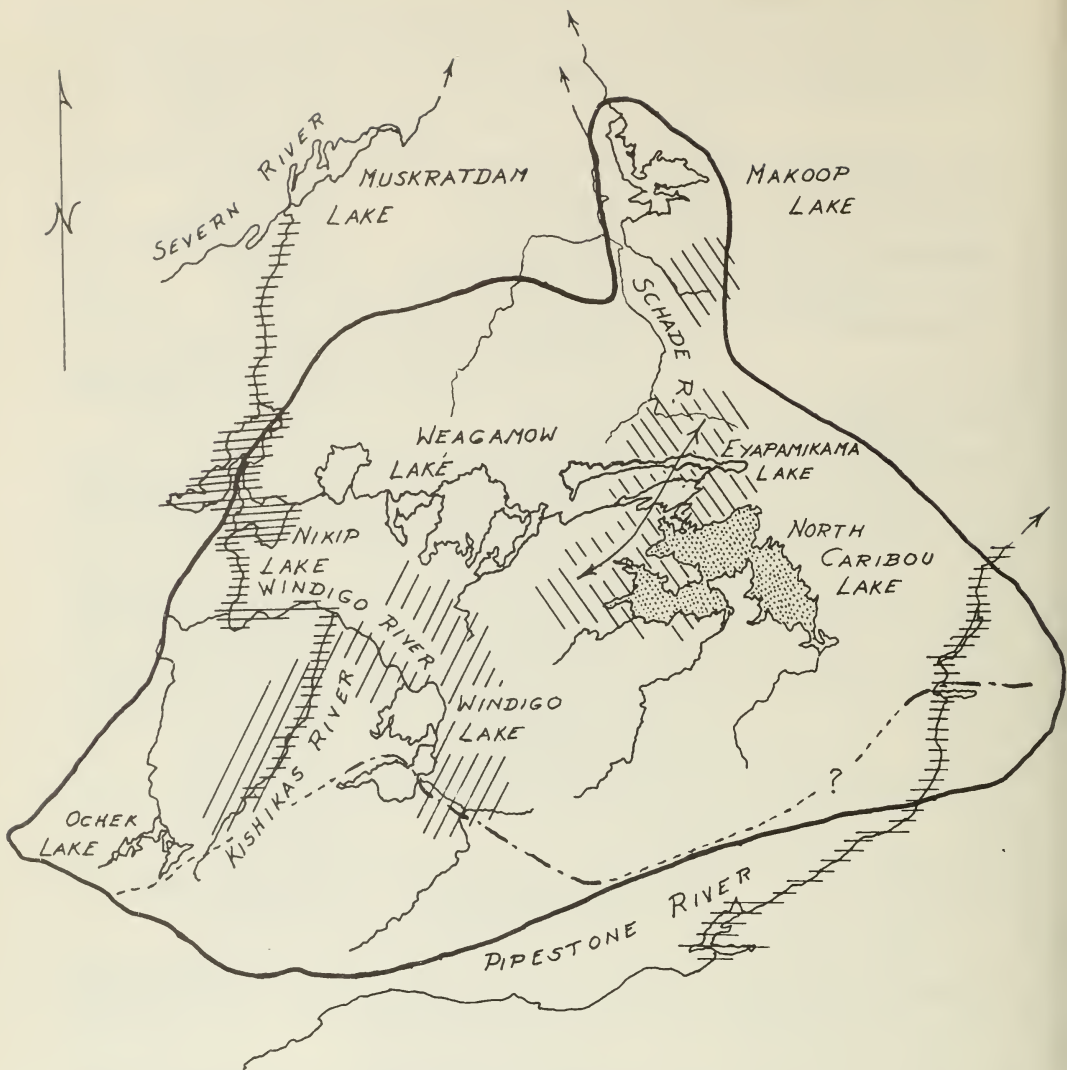 N
SEVERN RIVER
MUSKRATDAM
LAKE
MAKOOP
LAKE
SCHADE R.
WEAGAMOW
LAKE
EYAPAMIKAMA
LAKE
NIKIP
LAKE
NORTH
CARIBOU
LAKE
WINDIGO RIVER
WINDIGO
LAKE
KISHIKAS RIVER
OCHEK
LAKE
?
PIPESTONE RIVER